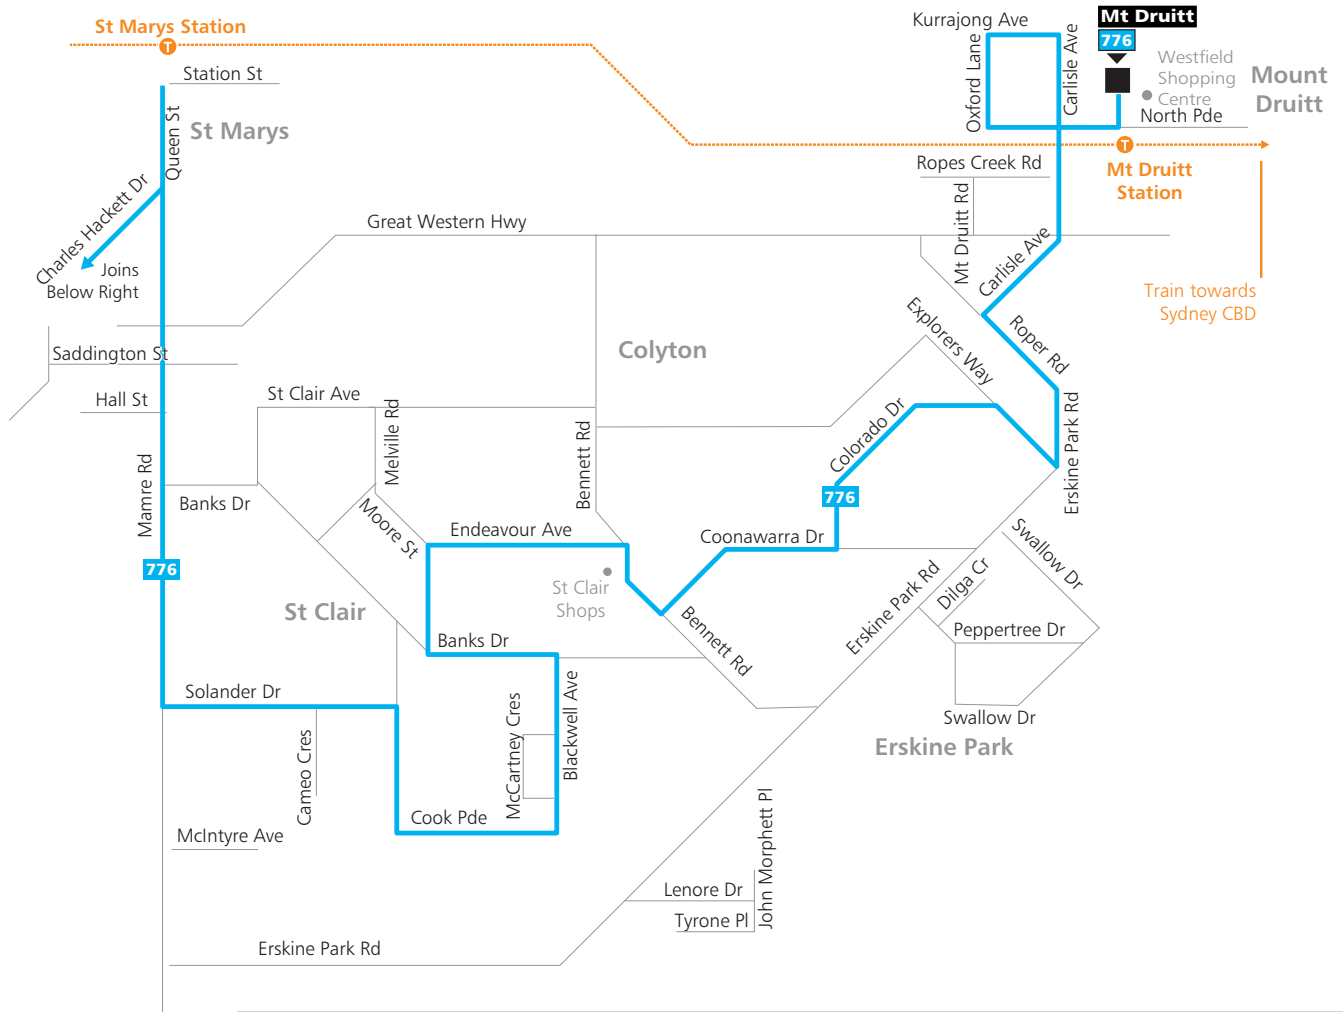 St Marys Station
T
Station St
Queen St
St Marys
Charles Hackett Dr
Joins
Below Right
Kurrajong Ave
Oxford Lane
Carlisle Ave
Mt Druitt
776
Westfield
Shopping
Centre
Mount
Druitt
North Pde
T
Mt Druitt
Station
Ropes Creek Rd
Mt Druitt Rd
Great Western Hwy
Carlisle Ave
Train towards
Sydney CBD
Explorers Way
Roper Rd
Colyton
Saddington St
Hall St
St Clair Ave
Melville Rd
Bennett Rd
Colorado Dr
Erskine Park Rd
Mamre Rd
Banks Dr
Moore St
776
Endeavour Ave
Coonawarra Dr
Swallow Dr
776
St Clair
Shops
St Clair
Dilga Cr
Erskine Park Rd
Bennett Rd
Banks Dr
Peppertree Dr
Solander Dr
Swallow Dr
Erskine Park
Cameo Cres
McCartney Cres
Blackwell Ave
Cook Pde
McIntyre Ave
John Morphett Pl
Lenore Dr
Tyrone Pl
Erskine Park Rd